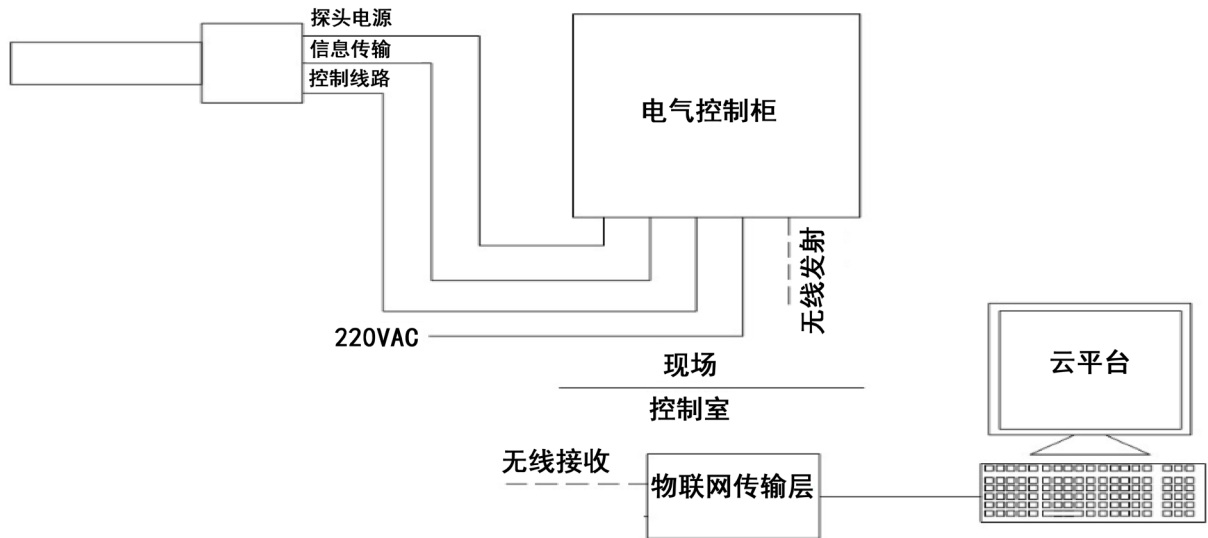 探头电源
信息传输
控制线路
电气控制柜
无线发射
220VAC
现场
控制室
云平台
无线接收
物联网传输层